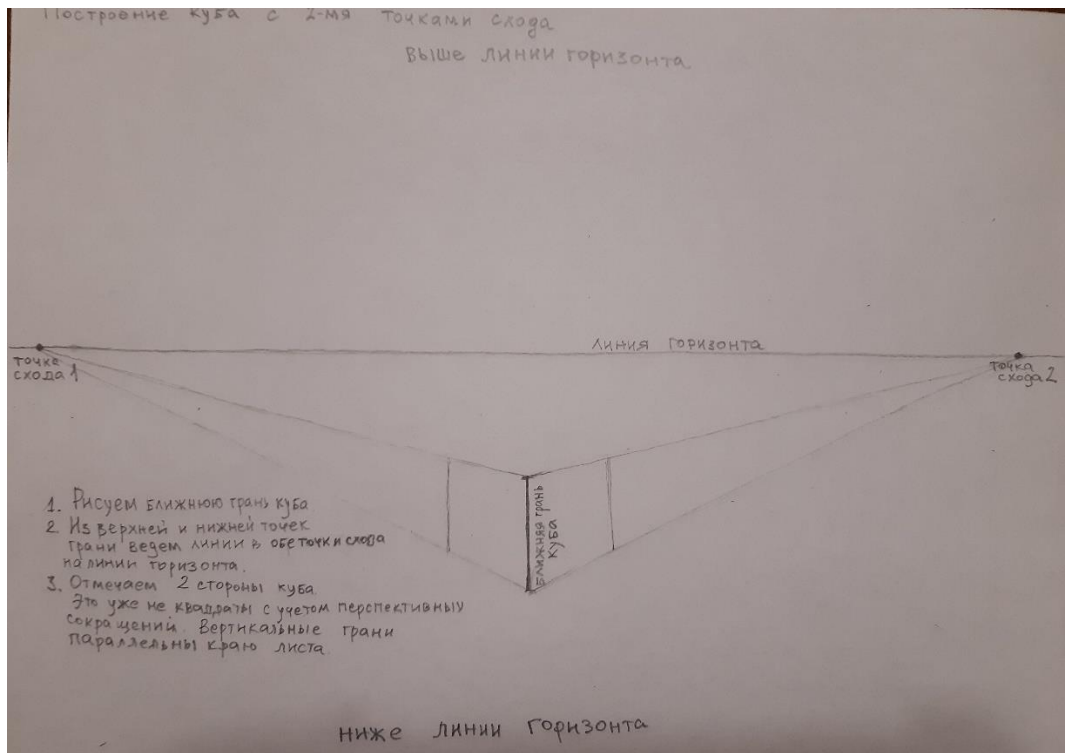 Построение куба с 2-мя точками схода
выше линии горизонта
линия горизонта
точка
схода 1
точка
схода 2
Ближняя грань
куба
1. Рисуем ближнюю грань куба
2. Из верхней и нижней точек
грани ведем линии в обе точки схода
на линии горизонта.
3. Отмечаем 2 стороны куба
Это уже не квадраты с учетом перспективных
сокращений. Вертикальные грани
параллельны краю листа.
ниже линии горизонта